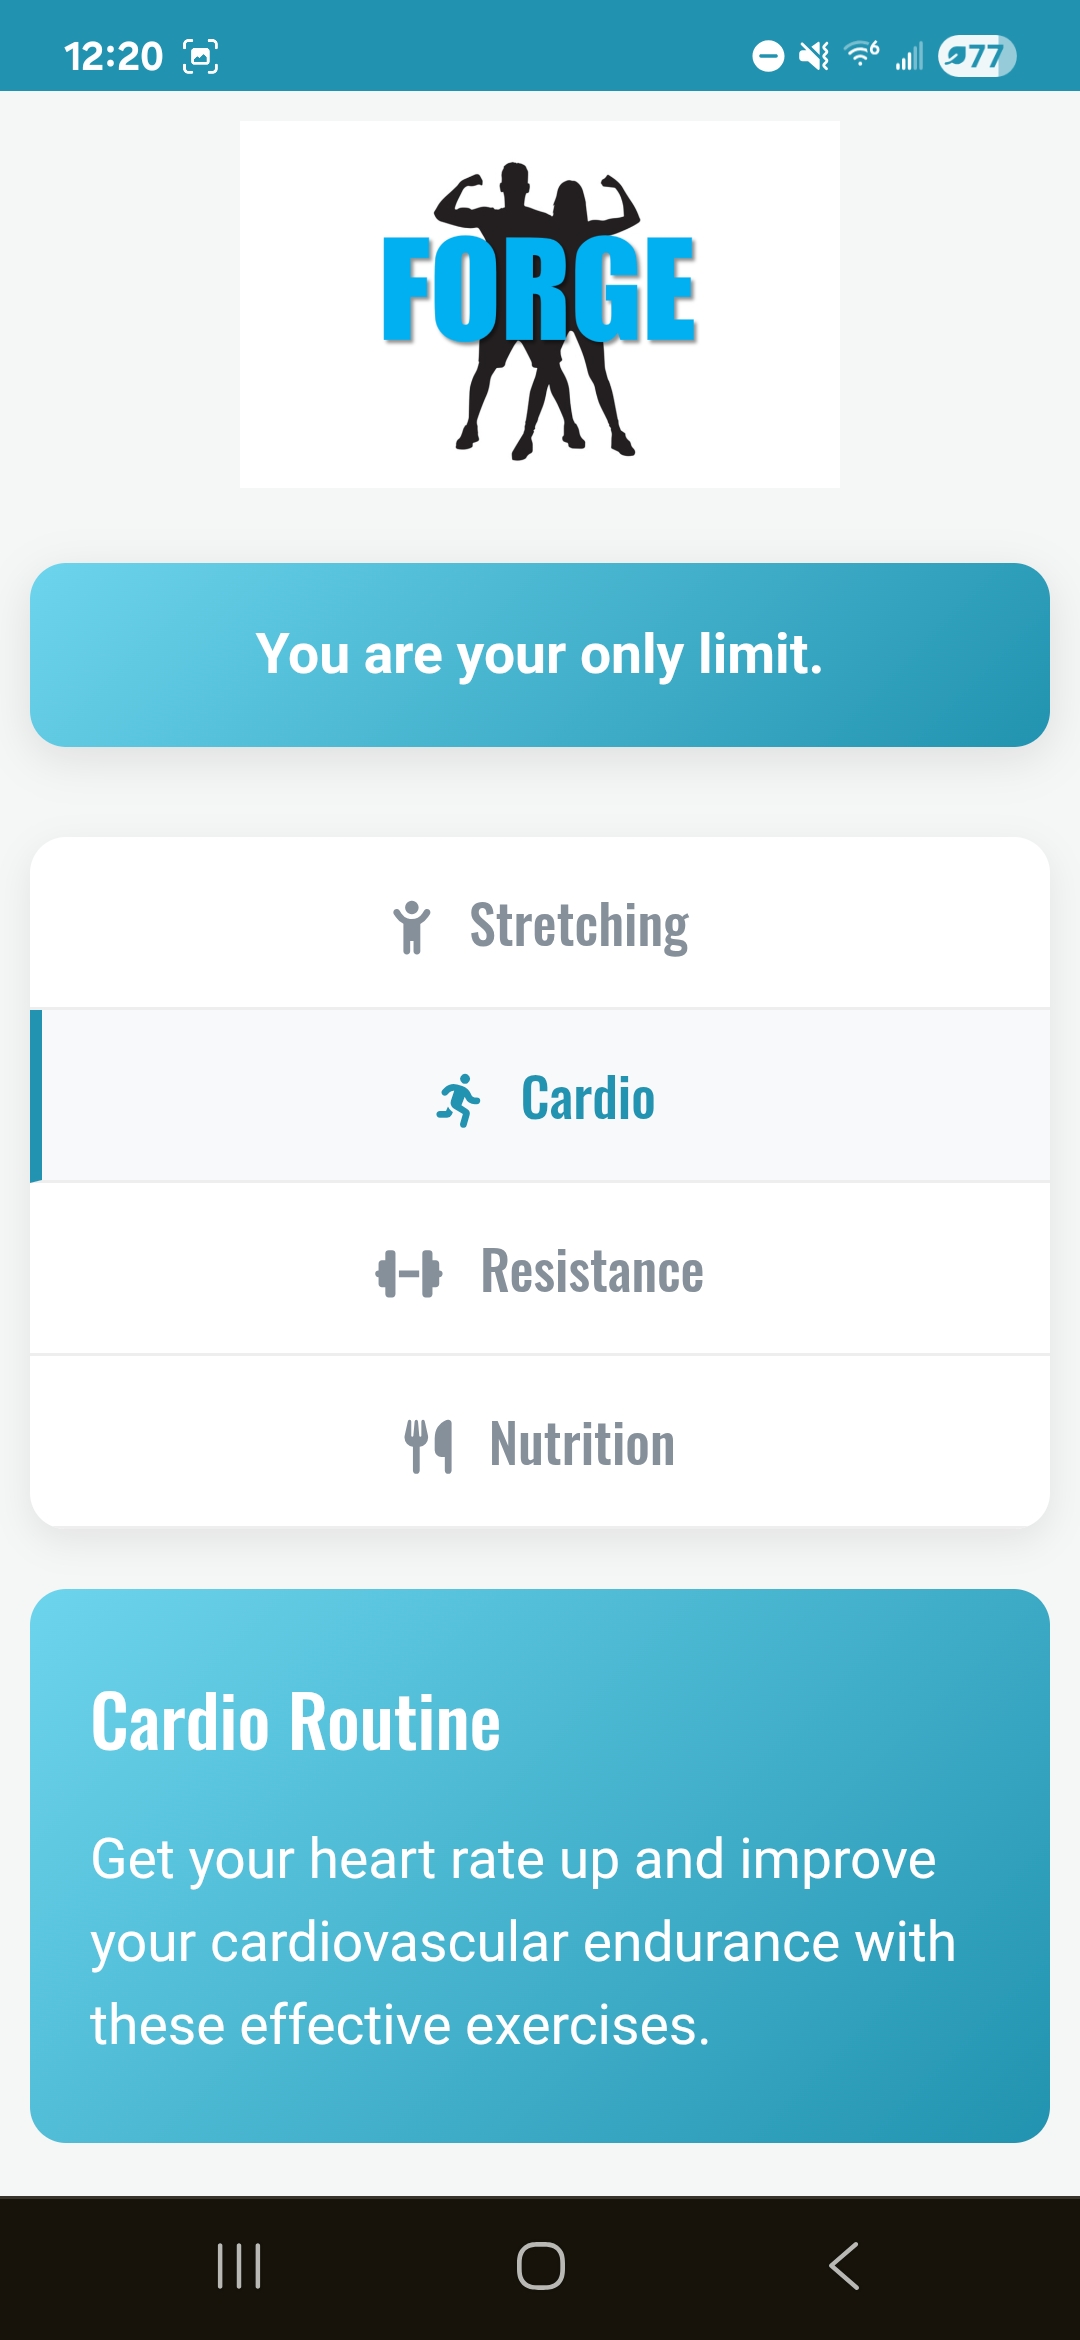 12:20
6
77
FORGE
You are your only limit.
Stretching
Cardio
Resistance
Nutrition
Cardio Routine
Get your heart rate up and improve
your cardiovascular endurance with
these effective exercises.